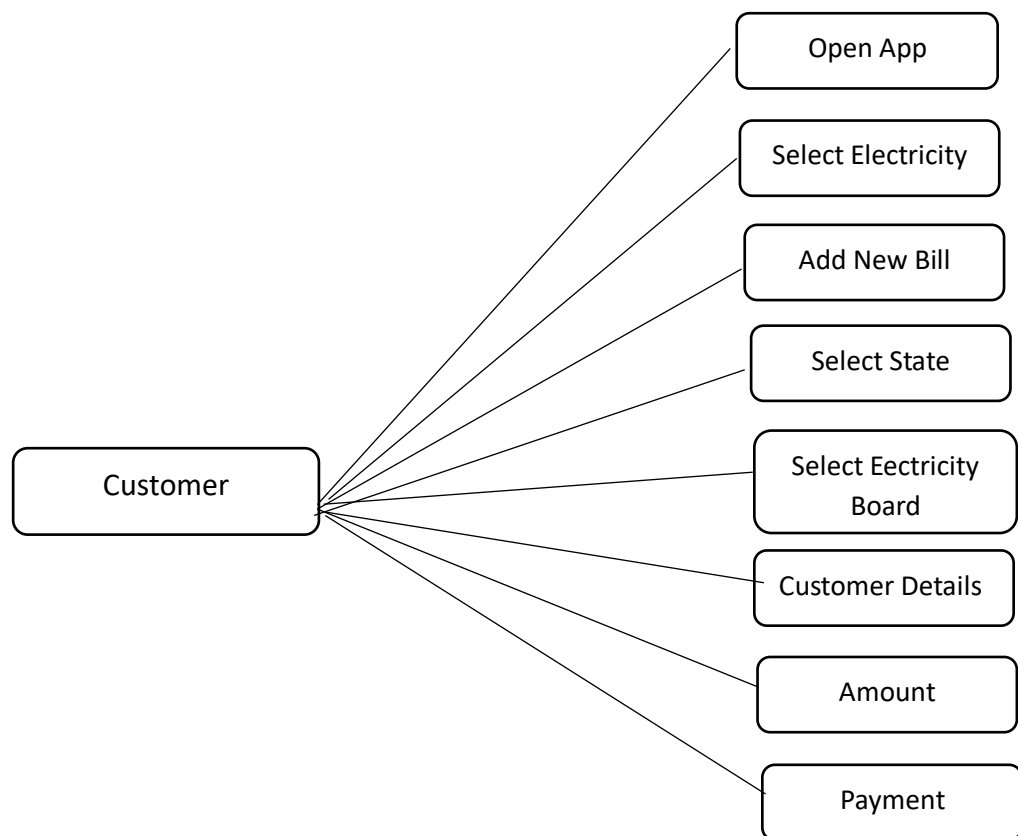 Open App
Select Electricity
Add New Bill
Select State
Customer
Select Eectricity
Board
Customer Details
Amount
Payment